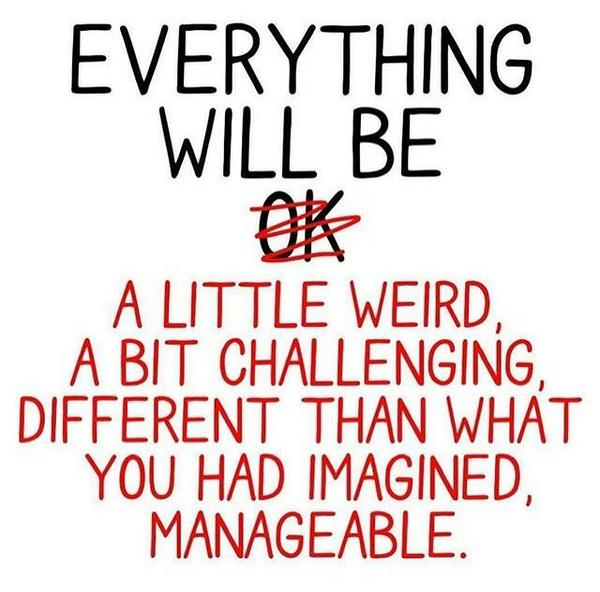 EVERYTHING
WILL BE
OK
A LITTLE WEIRD,
A BIT CHALLENGING,
DIFFERENT THAN WHAT
YOU HAD IMAGINED,
MANAGEABLE.